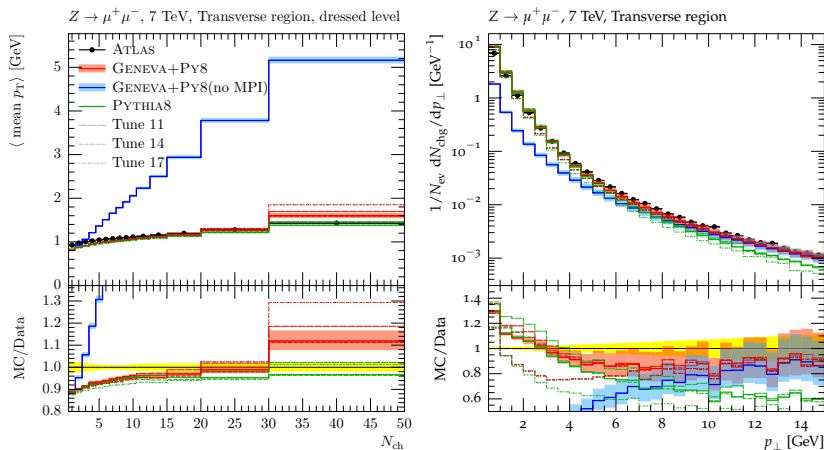 Z → μ⁺μ⁻, 7 TeV, Transverse region, dressed level
⟨ mean p_T⟩ [GeV]
ATLAS
GENEVA+PY8
GENEVA+PY8(no MPI)
PYTHIA8
Tune 11
Tune 14
Tune 17
5
4
3
2
1
0
MC/Data
1.3
1.2
1.1
1.0
0.9
0.8
5 10 15 20 25 30 35 40 45 50
N_ch
Z → μ⁺μ⁻, 7 TeV, Transverse region
1/N_ev dN_chg/dp_⊥ [GeV⁻¹]
10¹
1
10⁻¹
10⁻²
10⁻³
MC/Data
1.4
1.2
1
0.8
0.6
2 4 6 8 10 12 14
p_⊥ [GeV]